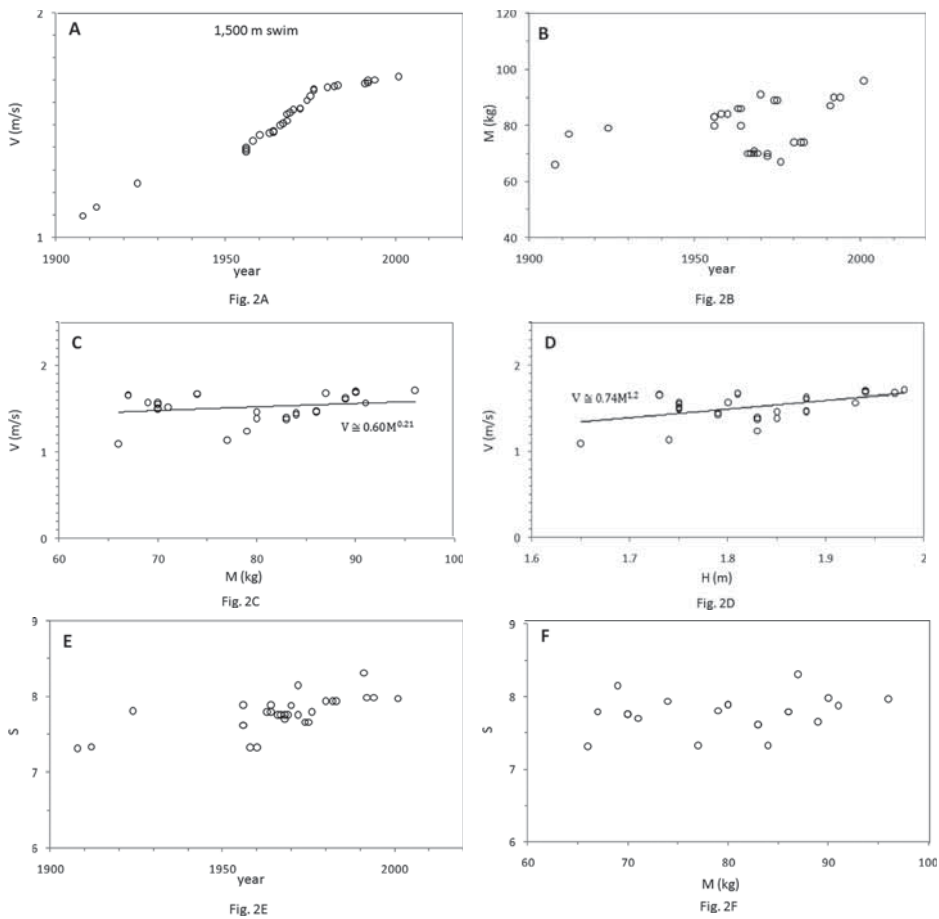 A
1,500 m swim
2
V (m/s)
1
1900
1950
2000
year
Fig. 2A
B
120
100
M (kg)
80
60
40
1900
1950
2000
year
Fig. 2B
C
2
V (m/s)
1
0
V ≅ 0.60M^0.21
60
70
80
90
100
M (kg)
Fig. 2C
D
2
V (m/s)
1
0
V ≅ 0.74M^1.2
1.6
1.7
1.8
1.9
2
H (m)
Fig. 2D
E
9
8
S
7
6
1900
1950
2000
year
Fig. 2E
F
9
8
S
7
6
60
70
80
90
100
M (kg)
Fig. 2F